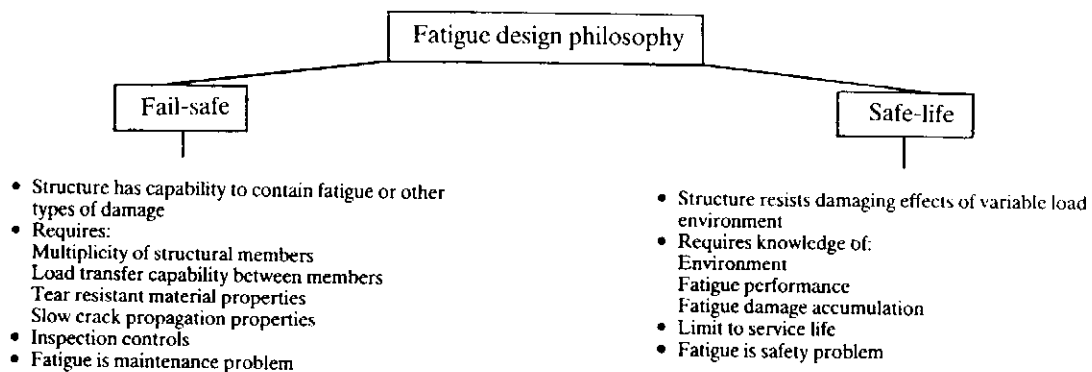 Fatigue design philosophy
Fail-safe
Safe-life
• Structure has capability to contain fatigue or other
types of damage
• Requires:
Multiplicity of structural members
Load transfer capability between members
Tear resistant material properties
Slow crack propagation properties
• Inspection controls
• Fatigue is maintenance problem
• Structure resists damaging effects of variable load
environment
• Requires knowledge of:
Environment
Fatigue performance
Fatigue damage accumulation
• Limit to service life
• Fatigue is safety problem